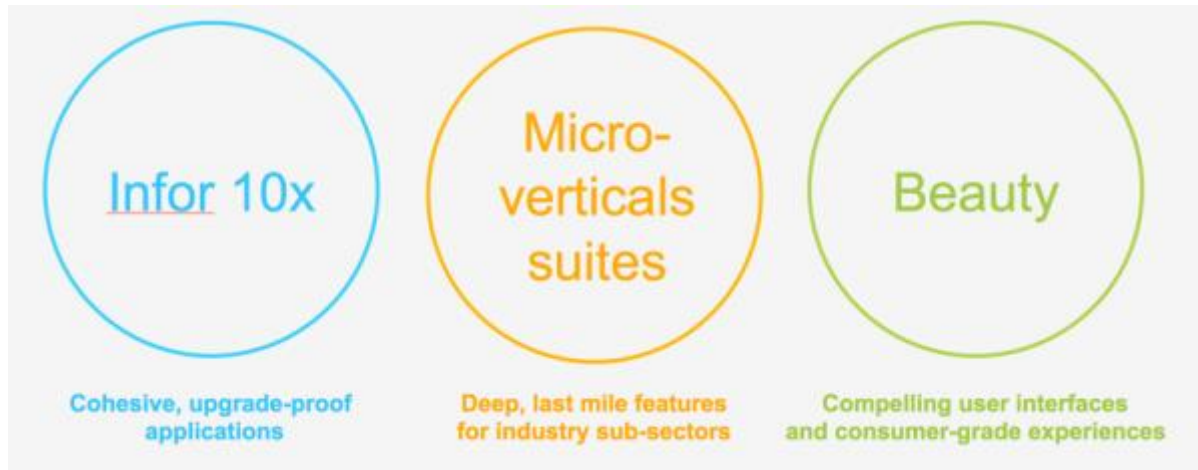 Infor 10x
Micro-
verticals
suites
Beauty
Cohesive, upgrade-proof
applications
Deep, last mile features
for industry sub-sectors
Compelling user interfaces
and consumer-grade experiences